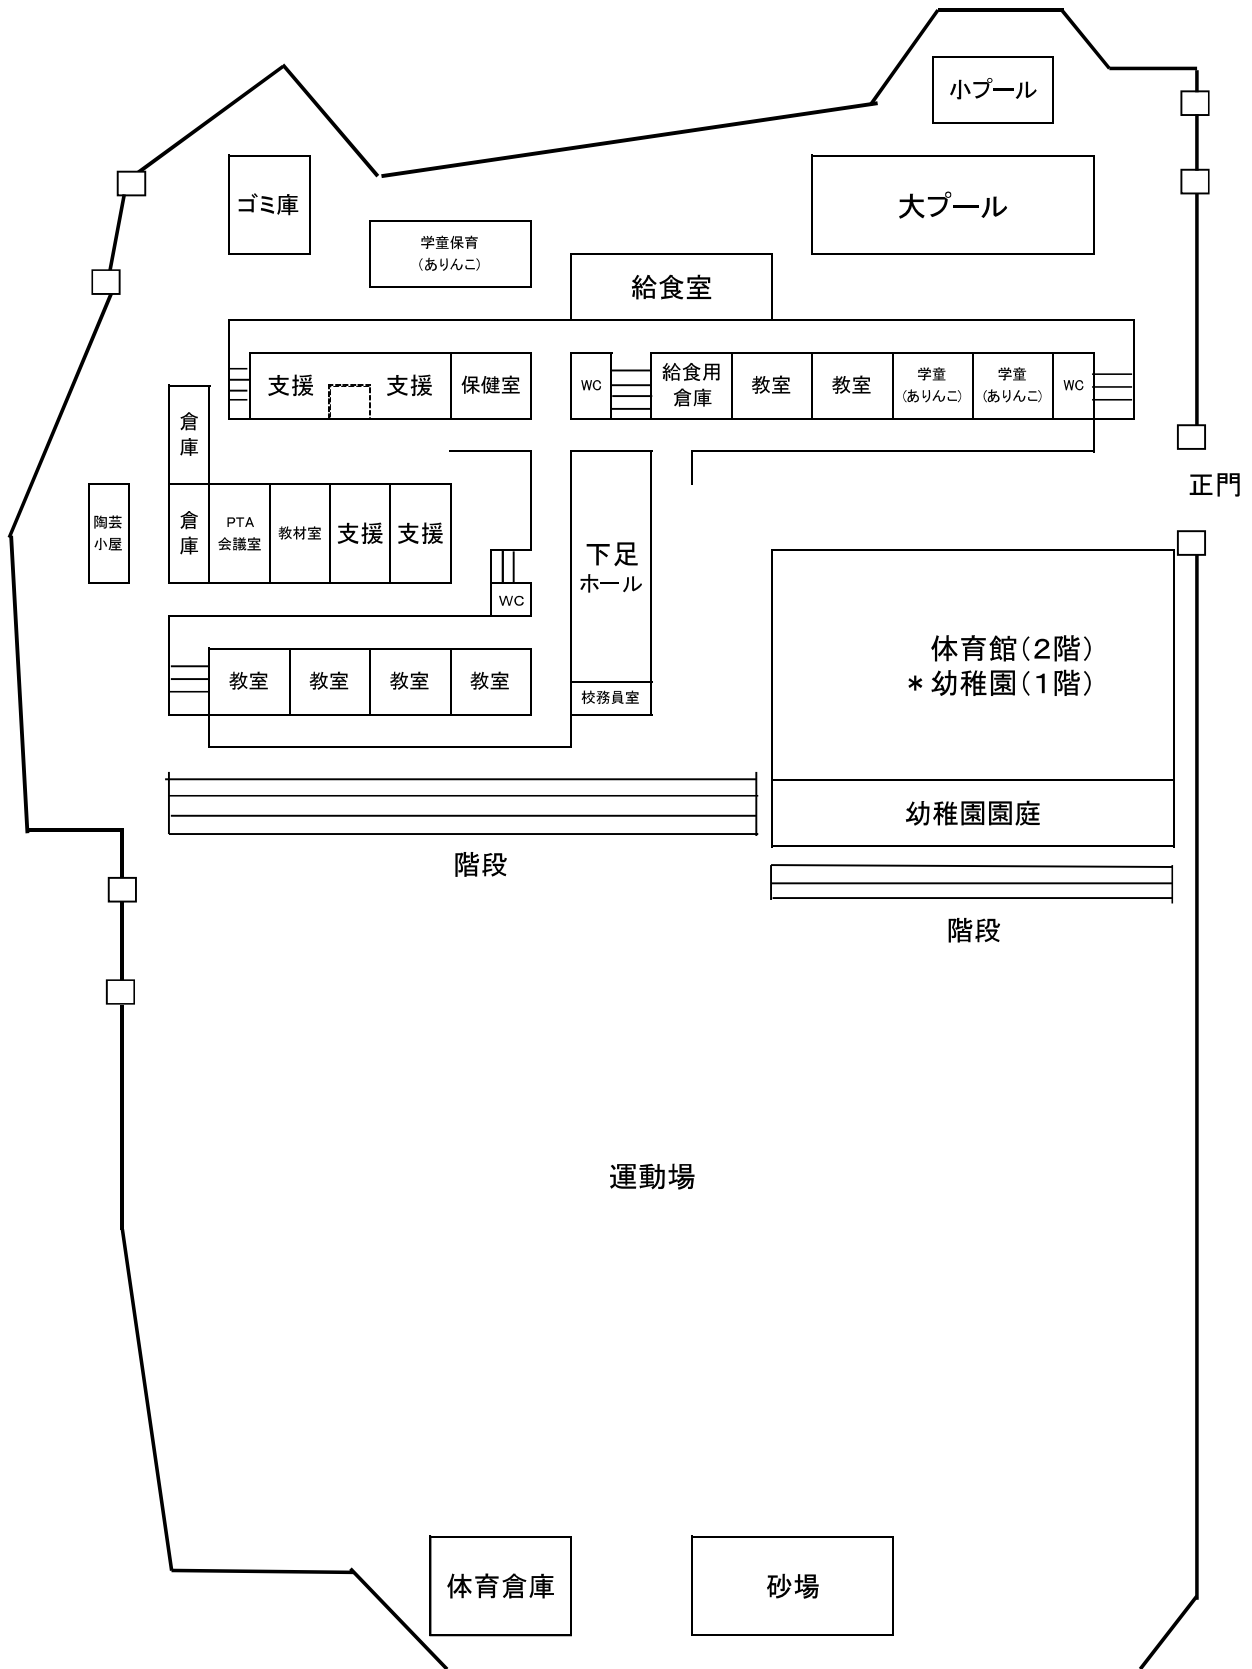 小プール
大プール
ゴミ庫
学童保育
（ありんこ）
給食室
支援
支援
保健室
WC
給食用
倉庫
教室
教室
学童
（ありんこ）
学童
（ありんこ）
WC
倉
庫
正門
陶芸
小屋
倉
庫
PTA
会議室
教材室
支援
支援
下足
ホール
WC
体育館（２階）
＊幼稚園（１階）
教室
教室
教室
教室
校務員室
幼稚園園庭
階段
階段
運動場
体育倉庫
砂場